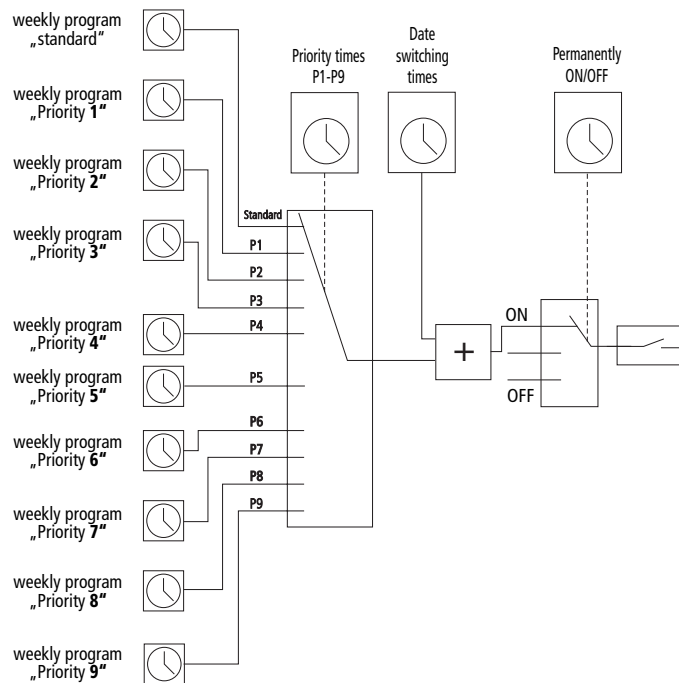 weekly program
„standard“
weekly program
„Priority 1“
weekly program
„Priority 2“
weekly program
„Priority 3“
weekly program
„Priority 4“
weekly program
„Priority 5“
weekly program
„Priority 6“
weekly program
„Priority 7“
weekly program
„Priority 8“
weekly program
„Priority 9“
Priority times
P1-P9
Date
switching
times
Permanently
ON/OFF
Standard
P1
P2
P3
P4
P5
P6
P7
P8
P9
+
ON
OFF